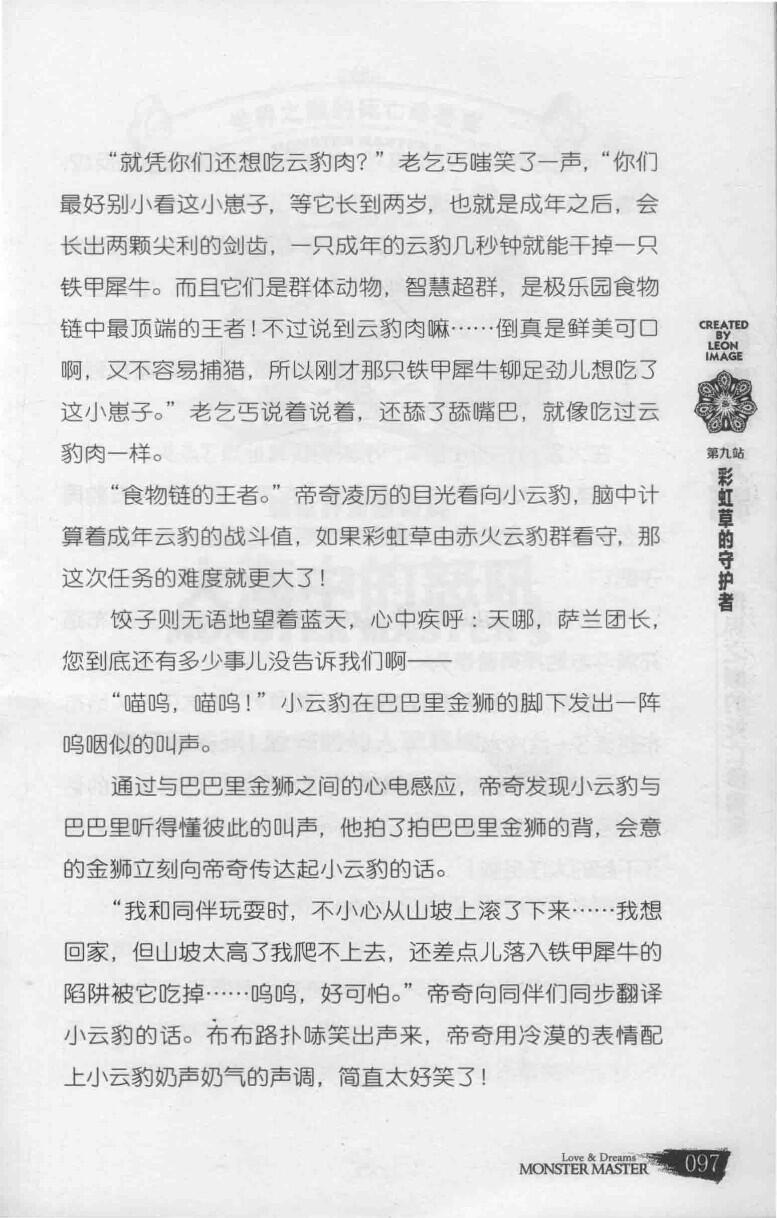 “就凭你们还想吃云豹肉？”老乞丐嗤笑了一声，“你们
最好别小看这小崽子，等它长到两岁，也就是成年之后，会
长出两颗尖利的剑齿，一只成年的云豹几秒钟就能干掉一只
铁甲犀牛。而且它们是群体动物，智慧超群，是极乐园食物
链中最顶端的王者！不过说到云豹肉嘛……倒真是鲜美可口
啊，又不容易捕猎，所以刚才那只铁甲犀牛铆足劲儿想吃了
这小崽子。”老乞丐说着说着，还舔了舔嘴巴，就像吃过云
豹肉一样。
“食物链的王者。”帝奇凌厉的目光看向小云豹，脑中计
算着成年云豹的战斗值，如果彩虹草由赤火云豹群看守，那
这次任务的难度就更大了！
饺子则无语地望着蓝天，心中疾呼：天哪，萨兰团长，
您到底还有多少事儿没告诉我们啊——
“喵呜，喵呜！”小云豹在巴巴里金狮的脚下发出一阵
呜咽似的叫声。
通过与巴巴里金狮之间的心电感应，帝奇发现小云豹与
巴巴里听得懂彼此的叫声，他拍了拍巴巴里金狮的背，会意
的金狮立刻向帝奇传达起小云豹的话。
“我和同伴玩耍时，不小心从山坡上滚了下来……我想
回家，但山坡太高了我爬不上去，还差点儿落入铁甲犀牛的
陷阱被它吃掉……呜呜，好可怕。”帝奇向同伴们同步翻译
小云豹的话。布布路扑哧笑出声来，帝奇用冷漠的表情配
上小云豹奶声奶气的声调，简直太好笑了！
CREATED
BY
LEON
IMAGE
第九站
彩虹草的守护者
Love & Dreams
MONSTER MASTER
097